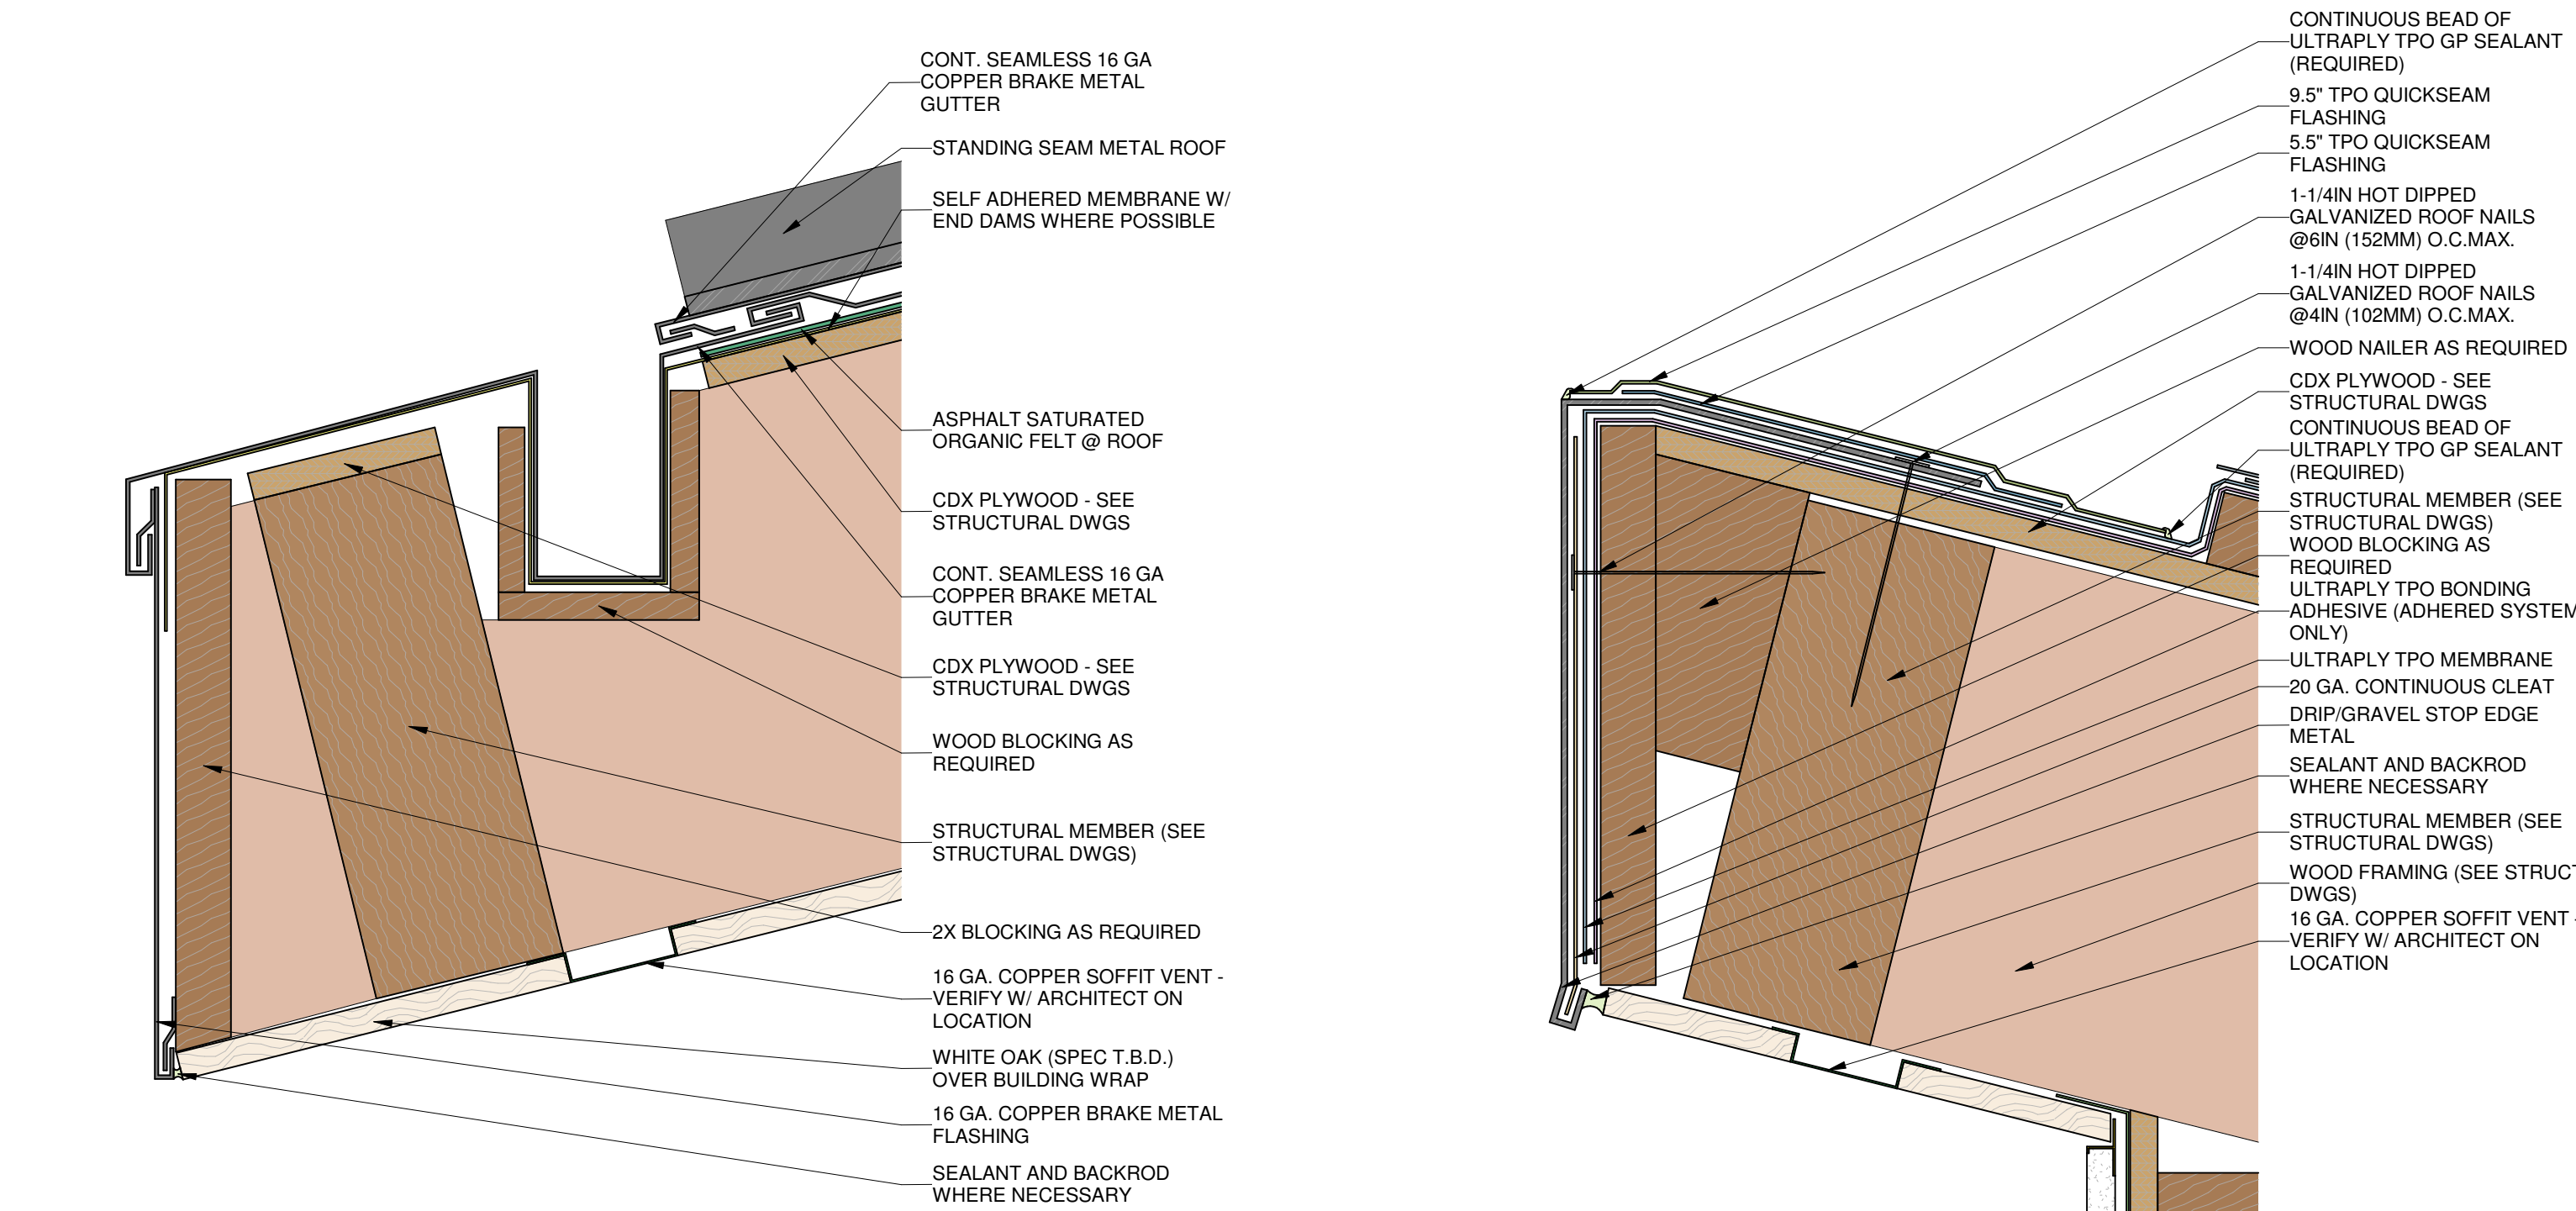 CONT. SEAMLESS 16 GA
COPPER BRAKE METAL
GUTTER
STANDING SEAM METAL ROOF
SELF ADHERED MEMBRANE W/
END DAMS WHERE POSSIBLE
ASPHALT SATURATED
ORGANIC FELT @ ROOF
CDX PLYWOOD - SEE
STRUCTURAL DWGS
CONT. SEAMLESS 16 GA
COPPER BRAKE METAL
GUTTER
CDX PLYWOOD - SEE
STRUCTURAL DWGS
WOOD BLOCKING AS
REQUIRED
STRUCTURAL MEMBER (SEE
STRUCTURAL DWGS)
2X BLOCKING AS REQUIRED
16 GA. COPPER SOFFIT VENT -
VERIFY W/ ARCHITECT ON
LOCATION
WHITE OAK (SPEC T.B.D.)
OVER BUILDING WRAP
16 GA. COPPER BRAKE METAL
FLASHING
SEALANT AND BACKROD
WHERE NECESSARY
CONTINUOUS BEAD OF
ULTRAPLY TPO GP SEALANT
(REQUIRED)
9.5" TPO QUICKSEAM
FLASHING
5.5" TPO QUICKSEAM
FLASHING
1-1/4IN HOT DIPPED
GALVANIZED ROOF NAILS
@6IN (152MM) O.C.MAX.
1-1/4IN HOT DIPPED
GALVANIZED ROOF NAILS
@4IN (102MM) O.C.MAX.
WOOD NAILER AS REQUIRED
CDX PLYWOOD - SEE
STRUCTURAL DWGS
CONTINUOUS BEAD OF
ULTRAPLY TPO GP SEALANT
(REQUIRED)
STRUCTURAL MEMBER (SEE
STRUCTURAL DWGS)
WOOD BLOCKING AS
REQUIRED
ULTRAPLY TPO BONDING
ADHESIVE (ADHERED SYSTEM
ONLY)
ULTRAPLY TPO MEMBRANE
20 GA. CONTINUOUS CLEAT
DRIP/GRAVEL STOP EDGE
METAL
SEALANT AND BACKROD
WHERE NECESSARY
STRUCTURAL MEMBER (SEE
STRUCTURAL DWGS)
WOOD FRAMING (SEE STRUCT
DWGS)
16 GA. COPPER SOFFIT VENT -
VERIFY W/ ARCHITECT ON
LOCATION